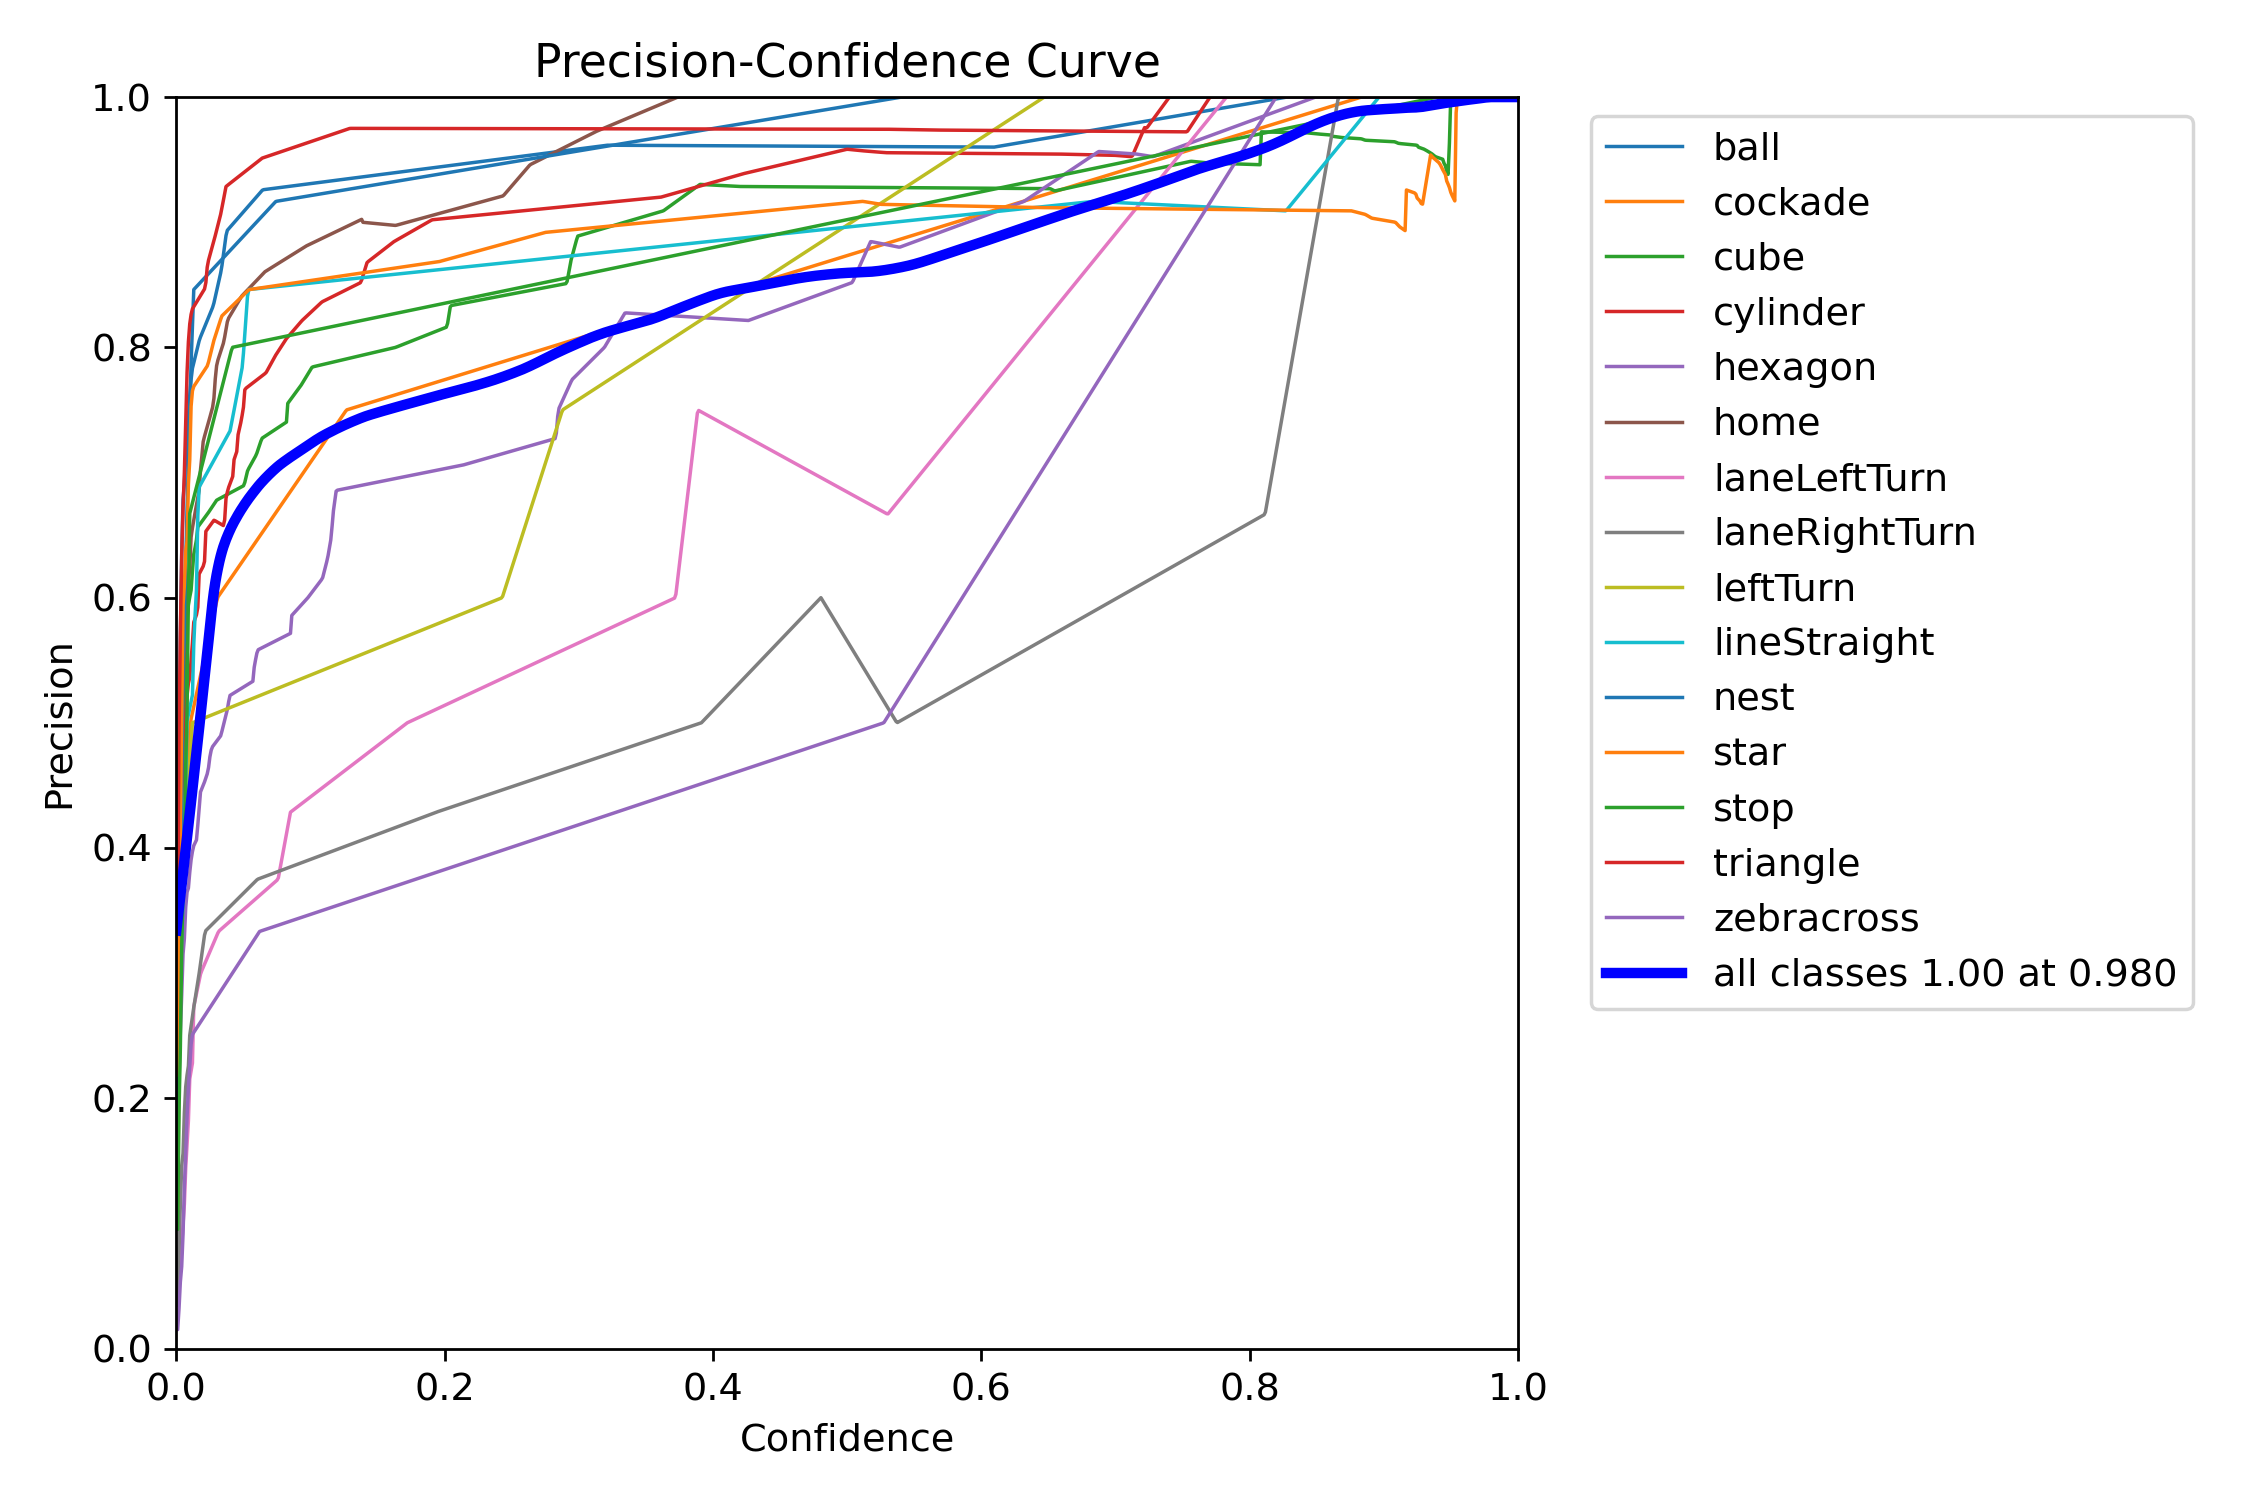 Precision-Confidence Curve
1.0
0.8
0.6
0.4
0.2
0.0
Precision
0.0 0.2 0.4 0.6 0.8 1.0
Confidence
ball
cockade
cube
cylinder
hexagon
home
laneLeftTurn
laneRightTurn
leftTurn
lineStraight
nest
star
stop
triangle
zebracross
all classes 1.00 at 0.980